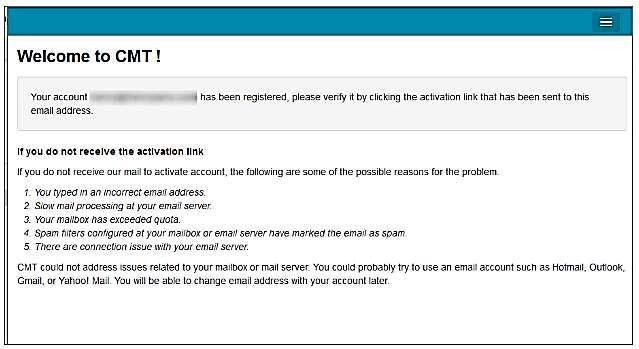 Welcome to CMT !
Your account has been registered, please verify it by clicking the activation link that has been sent to this
email address.
If you do not receive the activation link
If you do not receive our mail to activate account, the following are some of the possible reasons for the problem.
1. You typed in an incorrect email address.
2. Slow mail processing at your email server.
3. Your mailbox has exceeded quota.
4. Spam filters configured at your mailbox or email server have marked the email as spam.
5. There are connection issue with your email server.
CMT could not address issues related to your mailbox or mail server. You could probably try to use an email account such as Hotmail, Outlook,
Gmail, or Yahoo! Mail. You will be able to change email address with your account later.